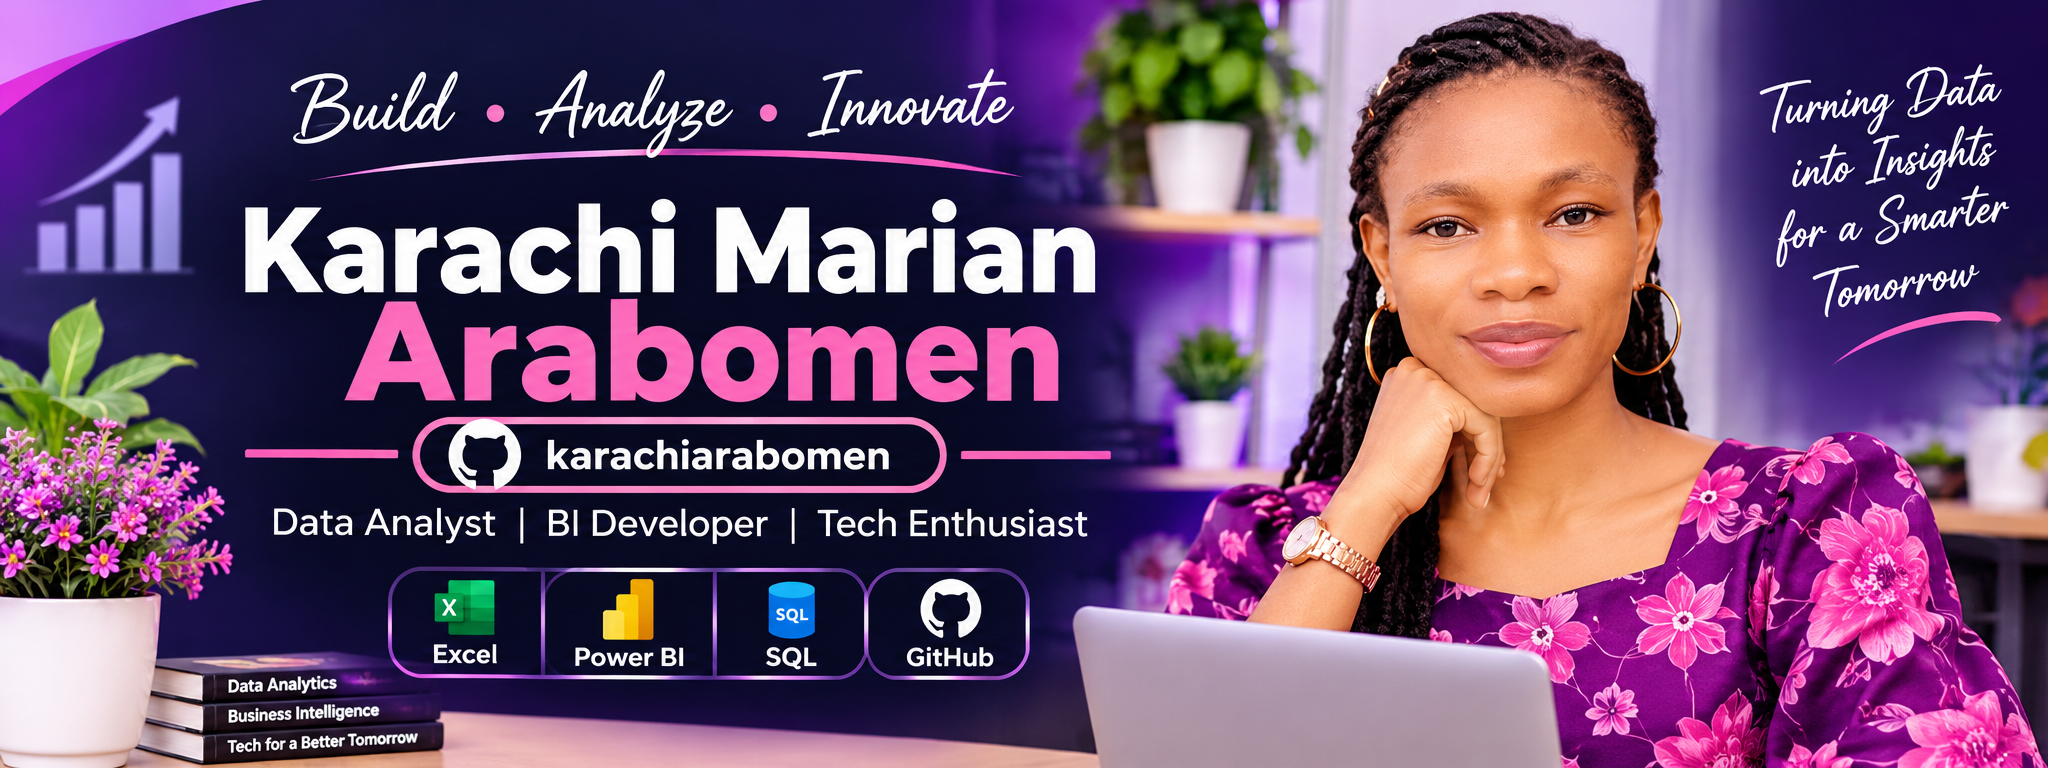 Build • Analyze • Innovate
Karachi Marian
Arabomen
karachiarabomen
Data Analyst | BI Developer | Tech Enthusiast
X
Excel
Power BI
SQL
SQL
GitHub
Data Analytics
Business Intelligence
Tech for a Better Tomorrow
Turning Data
into Insights
for a Smarter
Tomorrow